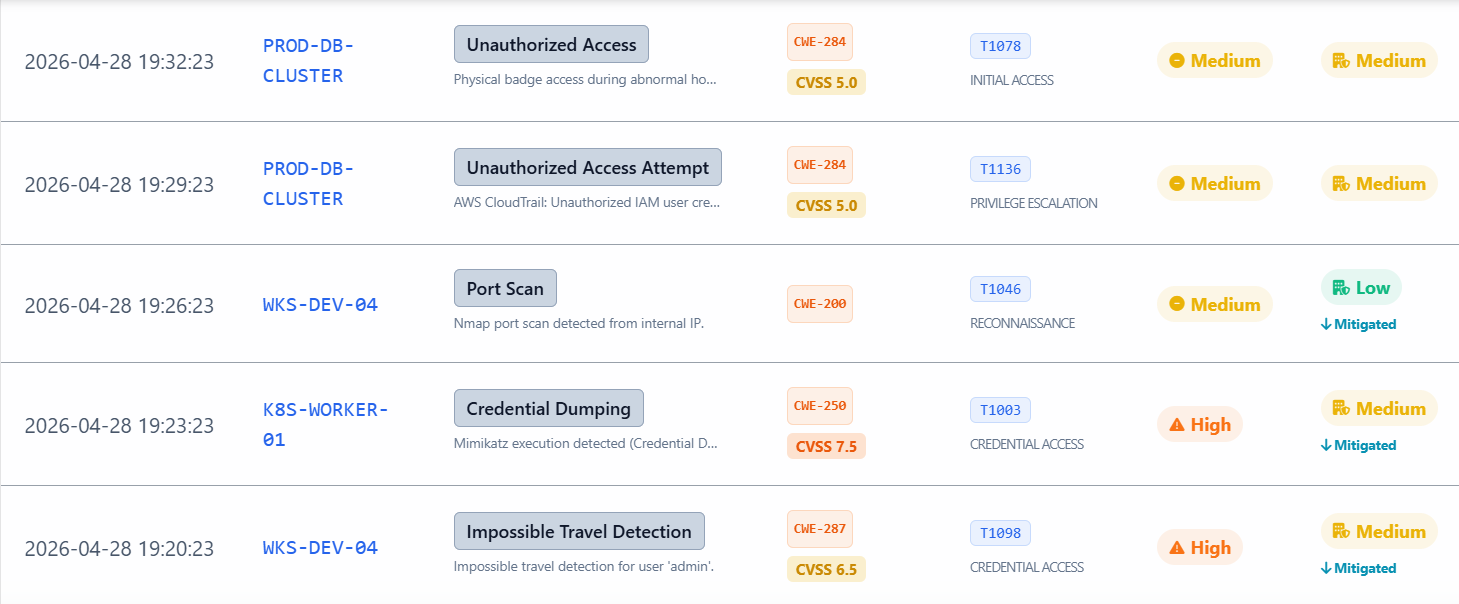 2026-04-28 19:32:23
PROD-DB-
CLUSTER
Unauthorized Access
Physical badge access during abnormal ho...
CWE-284
CVSS 5.0
T1078
INITIAL ACCESS
Medium
Medium
2026-04-28 19:29:23
PROD-DB-
CLUSTER
Unauthorized Access Attempt
AWS CloudTrail: Unauthorized IAM user cre...
CWE-284
CVSS 5.0
T1136
PRIVILEGE ESCALATION
Medium
Medium
2026-04-28 19:26:23
WKS-DEV-04
Port Scan
Nmap port scan detected from internal IP.
CWE-200
T1046
RECONNAISSANCE
Medium
Low
↓Mitigated
2026-04-28 19:23:23
K8S-WORKER-
01
Credential Dumping
Mimikatz execution detected (Credential D...
CWE-250
CVSS 7.5
T1003
CREDENTIAL ACCESS
High
Medium
↓Mitigated
2026-04-28 19:20:23
WKS-DEV-04
Impossible Travel Detection
Impossible travel detection for user 'admin'.
CWE-287
CVSS 6.5
T1098
CREDENTIAL ACCESS
High
Medium
↓Mitigated